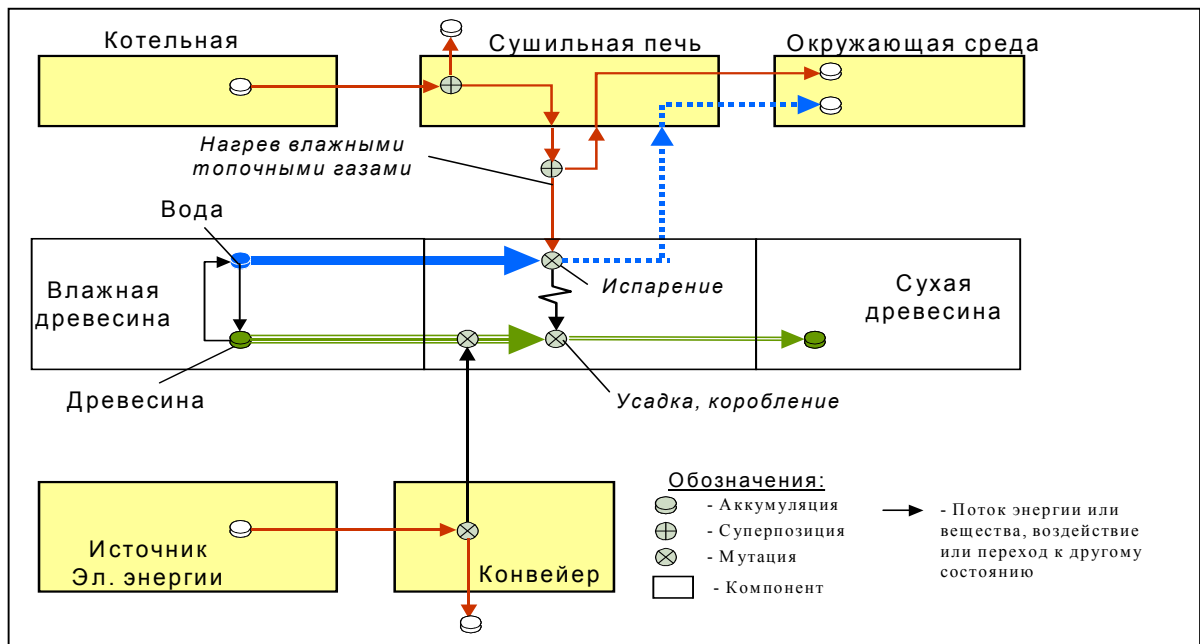 Котельная
Сушильная печь
Окружающая среда
Нагрев влажными
топочными газами
Вода
Влажная
древесина
Испарение
Сухая
древесина
Древесина
Усадка, коробление
Источник
Эл. энергии
Конвейер
Обозначения:
- Аккумуляция
- Суперпозиция
- Мутация
- Компонент
- Поток энергии или
вещества, воздействие
или переход к другому
состоянию